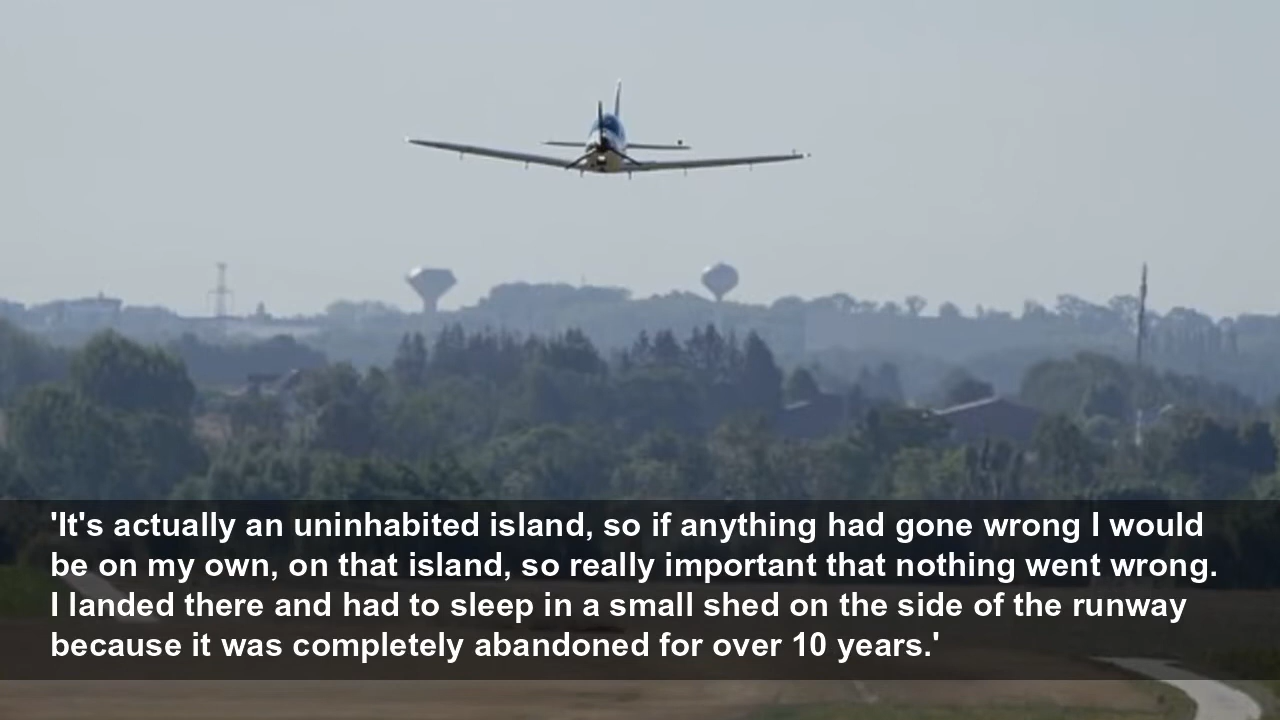 'It's actually an uninhabited island, so if anything had gone wrong I would
be on my own, on that island, so really important that nothing went wrong.
I landed there and had to sleep in a small shed on the side of the runway
because it was completely abandoned for over 10 years.'